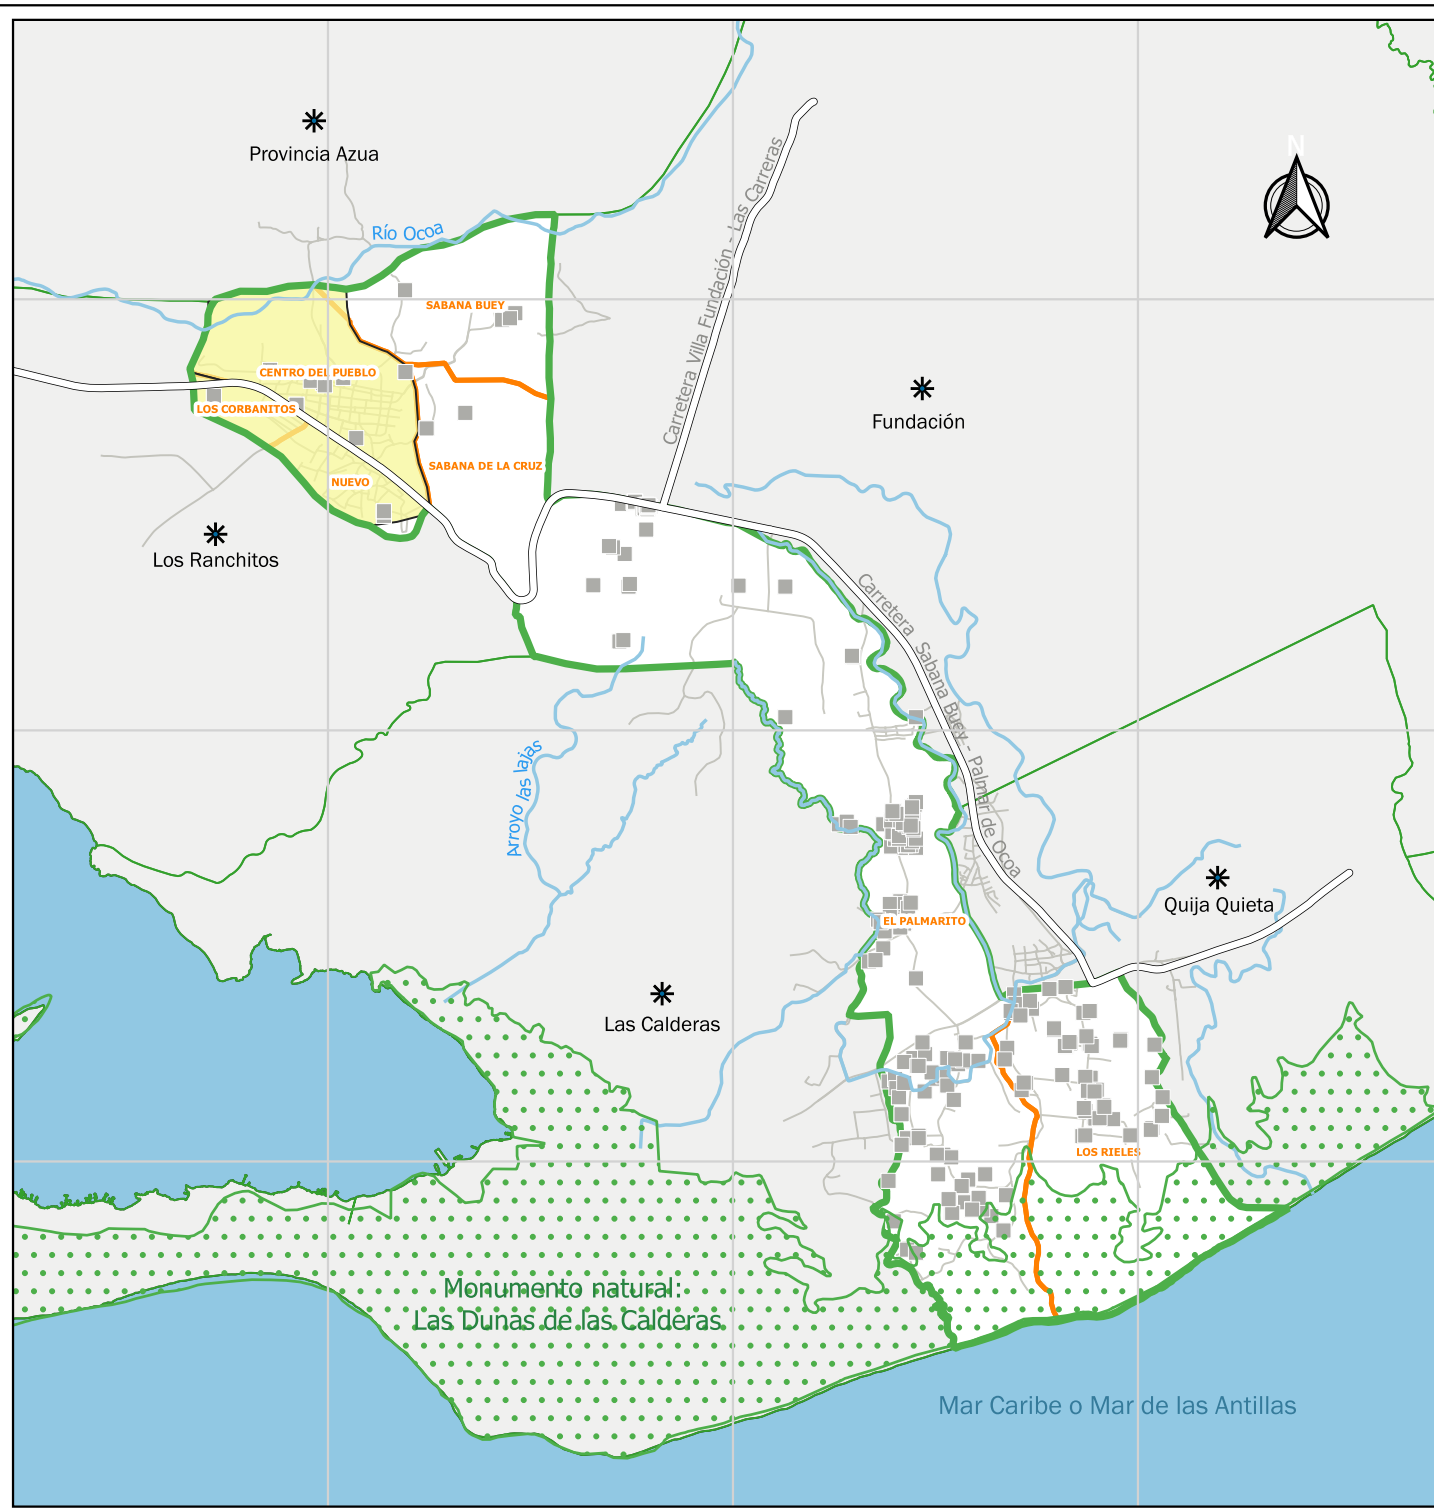 N
Provincia Azua
Río Ocoa
Carretera Villa Fundación - Las Carreras
SABANA BUEY
CENTRO DEL PUEBLO
LOS CORBANITOS
Fundación
SABANA DE LA CRUZ
NUEVO
Los Ranchitos
Carretera Sabana Buey - Palmar de Ocoa
Arroyo las lajas
Quija Quieta
EL PALMARITO
Las Calderas
LOS RIELES
Monumento natural:
Las Dunas de las Calderas
Mar Caribe o Mar de las Antillas